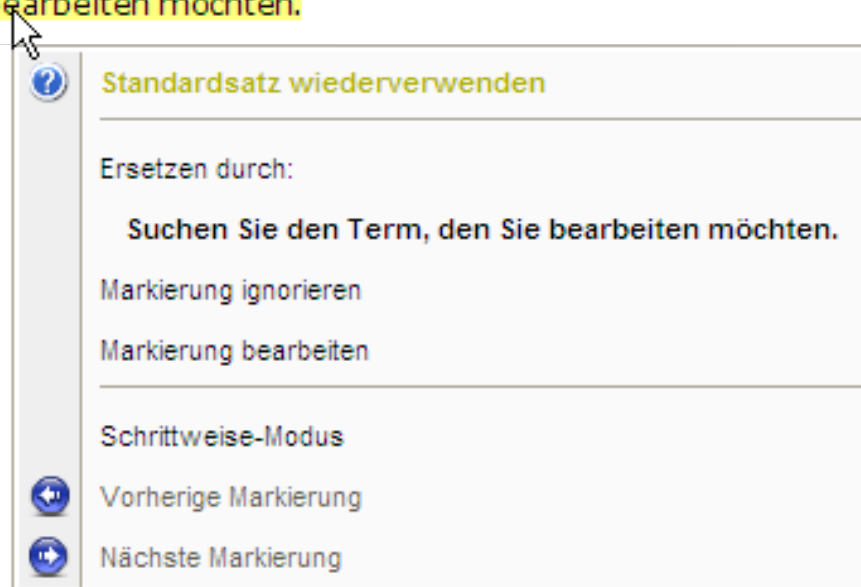 earbeiten möchten.
Standardsatz wiederverwenden
Ersetzen durch:
Suchen Sie den Term, den Sie bearbeiten möchten.
Markierung ignorieren
Markierung bearbeiten
Schrittweise-Modus
Vorherige Markierung
Nächste Markierung